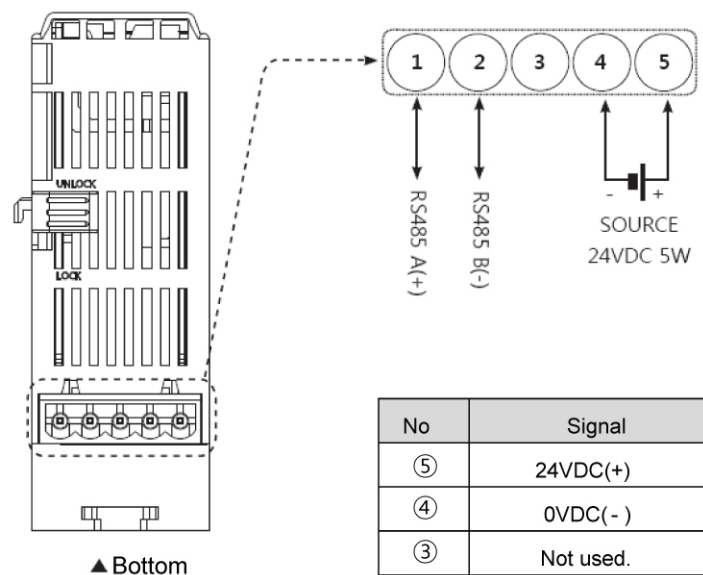 UNLOCK
LOCK
▲ Bottom
1 2 3 4 5
RS485 A(+)
RS485 B(-)
- +
SOURCE
24VDC 5W
No Signal
⑤ 24VDC(+)
④ 0VDC( - )
③ Not used.